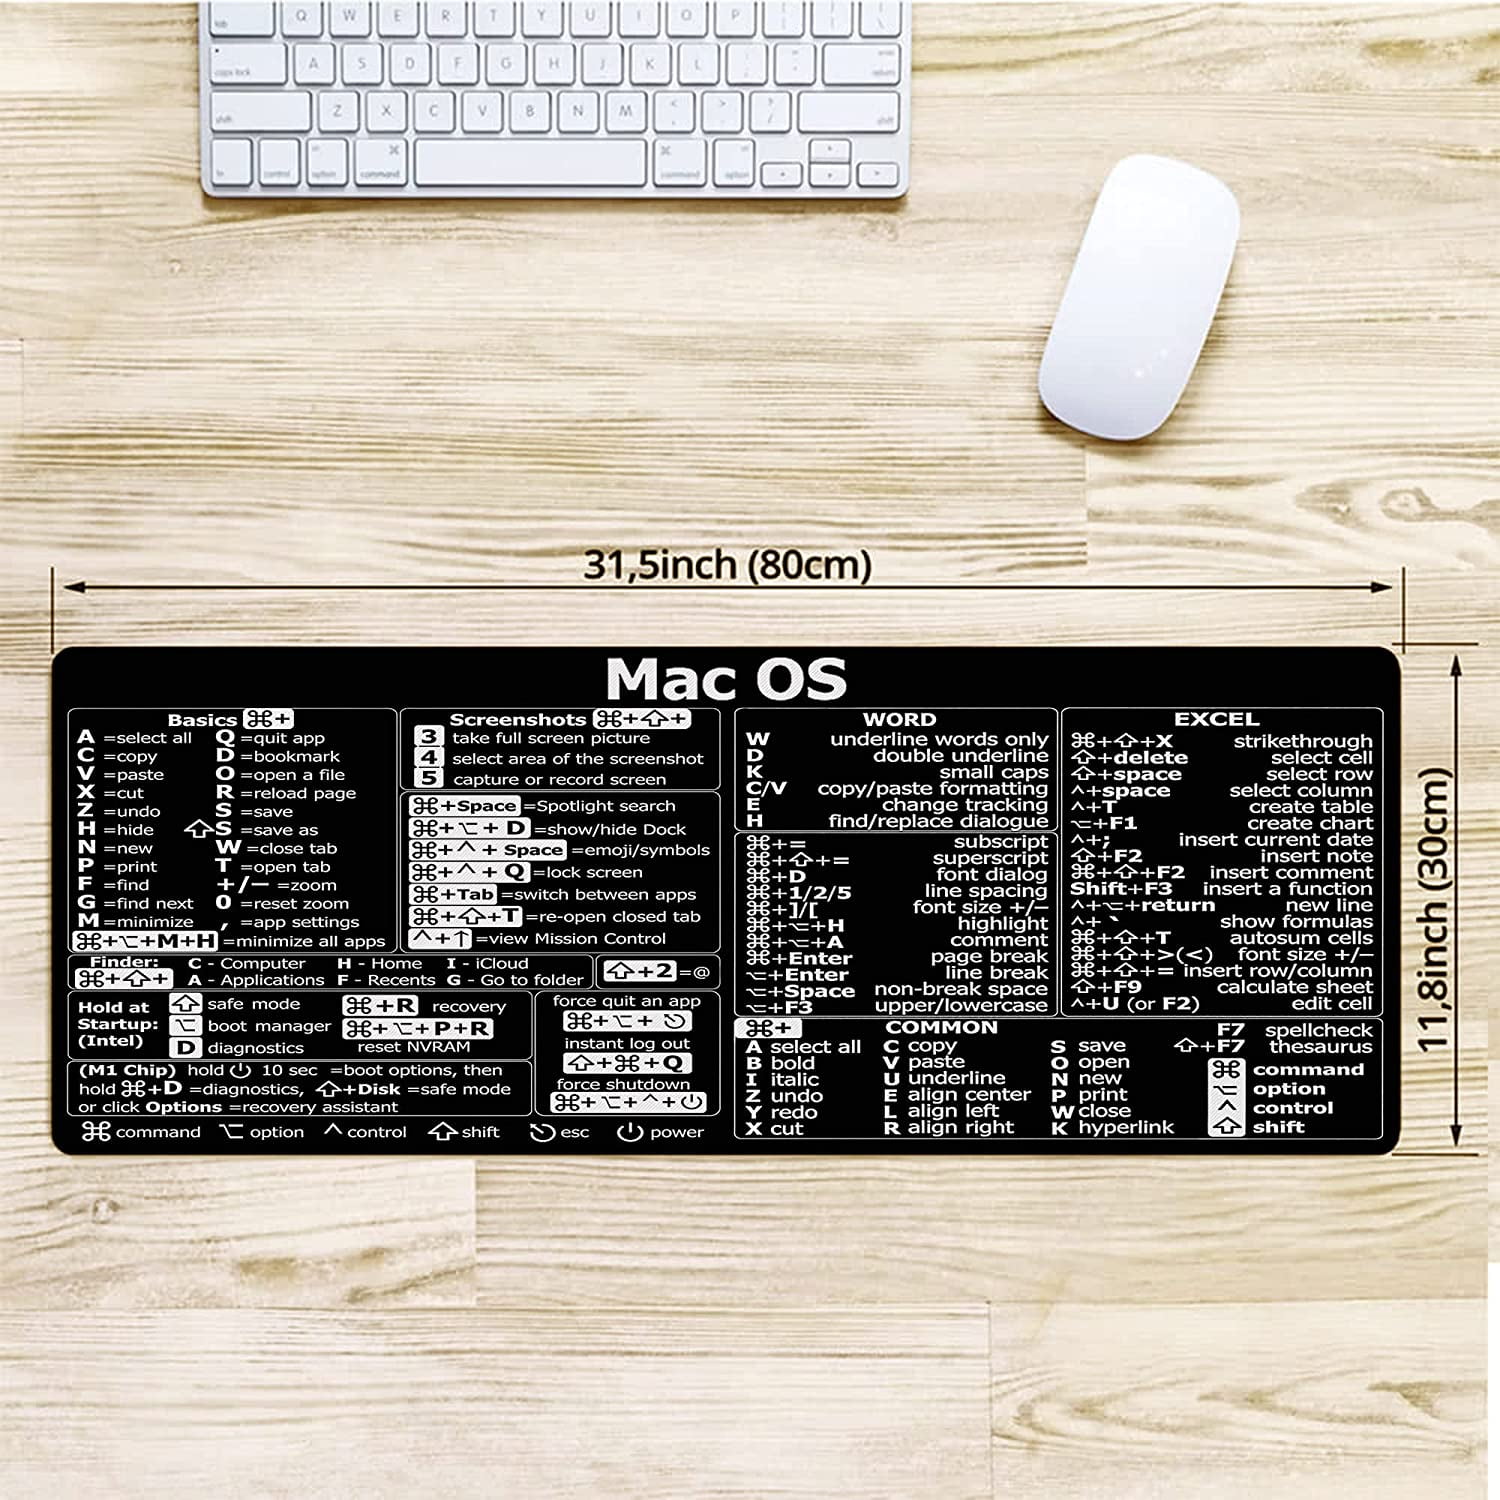 tab Q W E R T Y U I O P [ ] \
caps lock A S D F G H J K L ; ' return
shift Z X C V B N M < , > . ? / shift
fn control option command ⌘ ⌘ command option
31,5inch (80cm)
11,8inch (30cm)
Mac OS
Basics ⌘+
A =select all Q =quit app
C =copy D =bookmark
V =paste O =open a file
X =cut R =reload page
Z =undo S =save
H =hide ⇧S =save as
N =new W =close tab
P =print T =open tab
F =find +/− =zoom
G =find next 0 =reset zoom
M =minimize , =app settings
⌘+⌥+M+H =minimize all apps
Screenshots ⌘+⇧+
3 take full screen picture
4 select area of the screenshot
5 capture or record screen
⌘+Space =Spotlight search
⌘+⌥+ D =show/hide Dock
⌘+^+ Space =emoji/symbols
⌘+^+ Q =lock screen
⌘+Tab =switch between apps
⌘+⇧+T =re-open closed tab
^+↑ =view Mission Control
Finder: C - Computer H - Home I - iCloud
⌘+⇧+ A - Applications F - Recents G - Go to folder
⇧+2 =@
Hold at Startup: (Intel)
⇧ safe mode ⌘+R recovery
⌥ boot manager ⌘+⌥+P+R
D diagnostics reset NVRAM
(M1 Chip) hold ⏻ 10 sec =boot options, then
hold ⌘+D =diagnostics, ⇧+Disk =safe mode
or click Options =recovery assistant
force quit an app
⌘+⌥+ ⎋
instant log out
⇧+⌘+Q
force shutdown
⌘+⌥+^+⏻
⌘ command ⌥ option ^ control ⇧ shift ⎋ esc ⏻ power
WORD
W underline words only
D double underline
K small caps
C/V copy/paste formatting
E change tracking
H find/replace dialogue
⌘+= subscript
⌘+⇧+= superscript
⌘+D font dialog
⌘+1/2/5 line spacing
⌘+]/[ font size +/−
⌘+⌥+H highlight
⌘+⌥+A comment
⌘+Enter page break
⌥+Enter line break
⌥+Space non-break space
⌥+F3 upper/lowercase
EXCEL
⌘+⇧+X strikethrough
⇧+delete select cell
⇧+space select row
^+space select column
^+T create table
⌥+F1 create chart
^+; insert current date
⇧+F2 insert note
⌘+⇧+F2 insert comment
Shift+F3 insert a function
^+⌥+return new line
^+ ` show formulas
⌘+⇧+T autosum cells
⌘+⇧+>(<) font size +/−
⌘+⇧+= insert row/column
⇧+F9 calculate sheet
^+U (or F2) edit cell
⌘+ COMMON F7 spellcheck
A select all C copy S save ⇧+F7 thesaurus
B bold V paste O open ⌘ command
I italic U underline N new ⌥ option
Z undo E align center P print ^ control
Y redo L align left W close ⇧ shift
X cut R align right K hyperlink